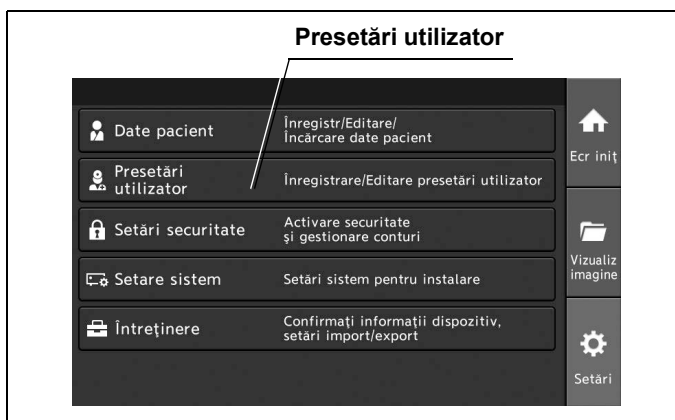 Presetări utilizator
Date pacient
Înregistr/Editare/
Încărcare date pacient
Presetări
utilizator
Înregistrare/Editare presetări utilizator
Setări securitate
Activare securitate
și gestionare conturi
Setare sistem
Setări sistem pentru instalare
Întreținere
Confirmați informații dispozitiv,
setări import/export
Ecr iniț
Vizualiz
imagine
Setări